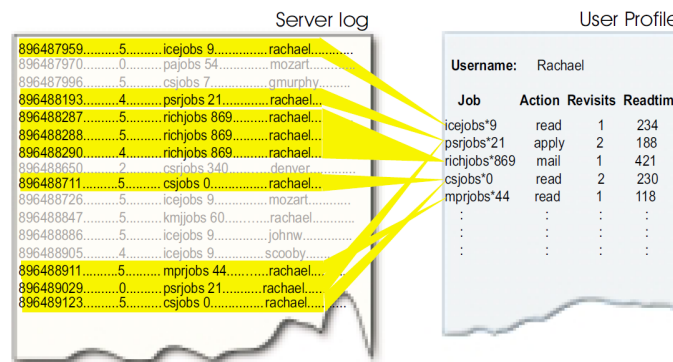 Server log
896487959..........5..........icejobs 9...............rachael............
896487970..........0..........pajobs 54.............mozart...........
896487996..........5..........csjobs 7...............gmurphy.......
896488193..........4..........psrjobs 21............rachael...
896488287..........5..........richjobs 869..........rachael...
896488288..........5..........richjobs 869..........rachael...
896488290..........4..........richjobs 869..........rachael...
896488650..........2..........csrjobs 340..........denver...........
896488711..........5..........csjobs 0...............rachael...
896488726..........5..........icejobs 9...............mozart...........
896488847..........5..........kmjjobs 60............rachael.........
896488886..........5..........icejobs 9...............johnw...........
896488905..........4..........icejobs 9...............scooby.........
896488911..........5..........mprjobs 44...........rachael...
896489029..........0..........psrjobs 21...........rachael.....
896489123..........5..........csjobs 0..............rachael..........
User Profile
Username: Rachael
Job Action Revisits Readtim
icejobs*9 read 1 234
psrjobs*21 apply 2 188
richjobs*869 mail 1 421
csjobs*0 read 2 230
mprjobs*44 read 1 118
: : : :
: : : :
: : : :